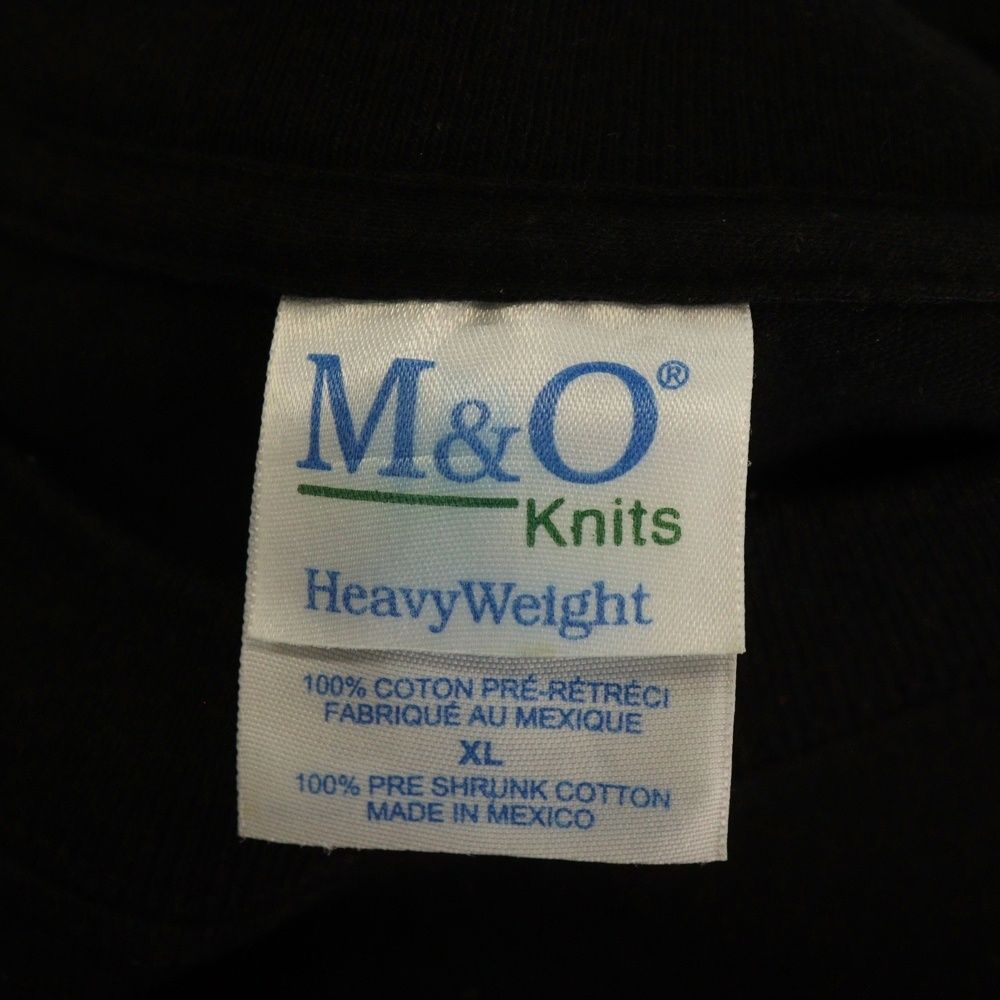 M&O®
Knits
HeavyWeight
100% COTON PRÉ-RÉTRÉCI
FABRIQUÉ AU MEXIQUE
XL
100% PRE SHRUNK COTTON
MADE IN MEXICO